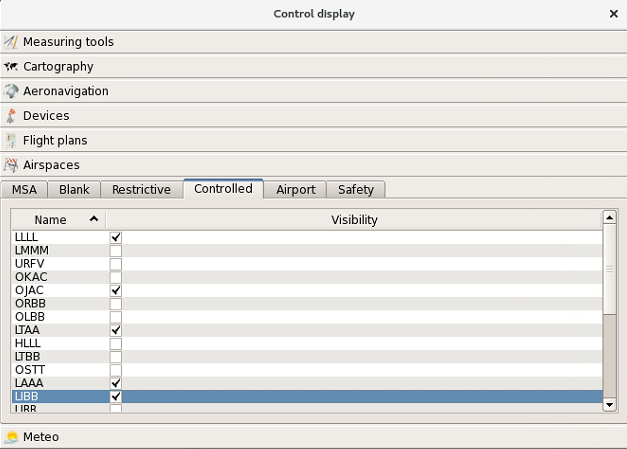 Control display
Measuring tools
Cartography
Aeronavigation
Devices
Flight plans
Airspaces
MSA Blank Restrictive Controlled Airport Safety
Name Visibility
LLLL
LMMM
URFV
OKAC
OJAC
ORBB
OLBB
LTAA
HLLL
LTBB
OSTT
LAAA
LIBB
Meteo